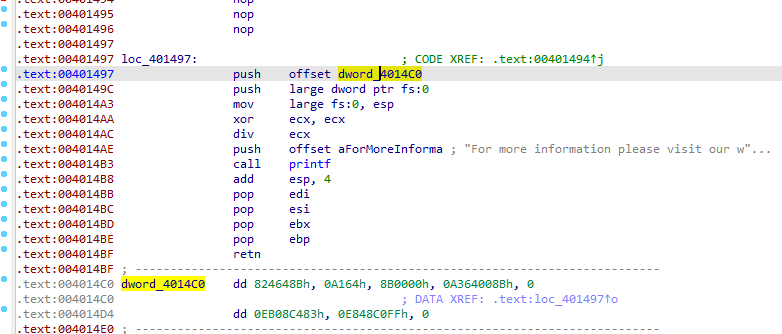 .text:00401494 nop
.text:00401495 nop
.text:00401496 nop
.text:00401497
.text:00401497 loc_401497: ; CODE XREF: .text:00401494↑j
.text:00401497 push offset dword_4014C0
.text:0040149C push large dword ptr fs:0
.text:004014A3 mov large fs:0, esp
.text:004014AA xor ecx, ecx
.text:004014AC div ecx
.text:004014AE push offset aForMoreInforma ; "For more information please visit our w"...
.text:004014B3 call printf
.text:004014B8 add esp, 4
.text:004014BB pop edi
.text:004014BC pop esi
.text:004014BD pop ebx
.text:004014BE pop ebp
.text:004014BF retn
.text:004014BF ; ---------------------------------------------------------------------------
.text:004014C0 dword_4014C0 dd 824648Bh, 0A164h, 8B0000h, 0A364008Bh, 0
.text:004014C0 ; DATA XREF: .text:loc_401497↑o
.text:004014D4 dd 0EB08C483h, 0E848C0FFh, 0
.text:004014E0 ; ---------------------------------------------------------------------------